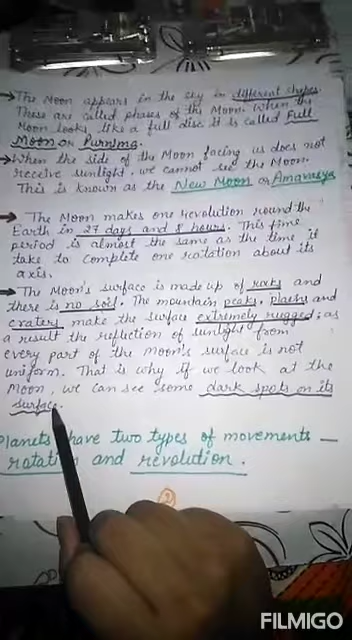 → The Moon appears in the sky in different shapes.
These are called phases of the Moon. When the
Moon looks like a full disc it is called Full
Moon or Purnima.
→ When the side of the Moon facing us does not
receive sunlight, we cannot see the Moon.
This is known as the New Moon or Amavasya
→ The Moon makes one revolution round the
Earth in 27 days and 8 hours. This time
period is almost the same as the time it
take to complete one rotation about its
axis.
→ The Moon's surface is made up of rocks and
there is no soil. The mountain peaks, plains and
craters make the surface extremely rugged; as
a result the reflection of sunlight from
every part of the Moon's surface is not
uniform. That is why if we look at the
Moon, we can see some dark spots on its
surface.
Planets have two types of movements —
rotation and revolution.
2
FILMIGO